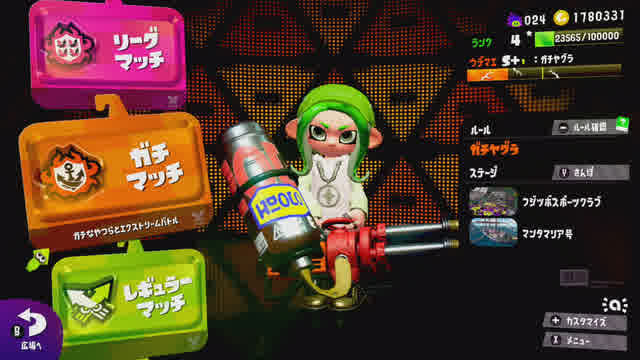 リーグ
マッチ
ガチ
マッチ
ガチなやつらとエクストリームバトル
レギュラー
マッチ
B
広場へ
024
1780331
ランク 4★ 23565/100000
ウデマエ S+ : ガチヤグラ
ルール
ルール確認
ガチヤグラ
ステージ
Y さんぽ
フジツボスポーツクラブ
マンタマリア号
+ カスタマイズ
X メニュー